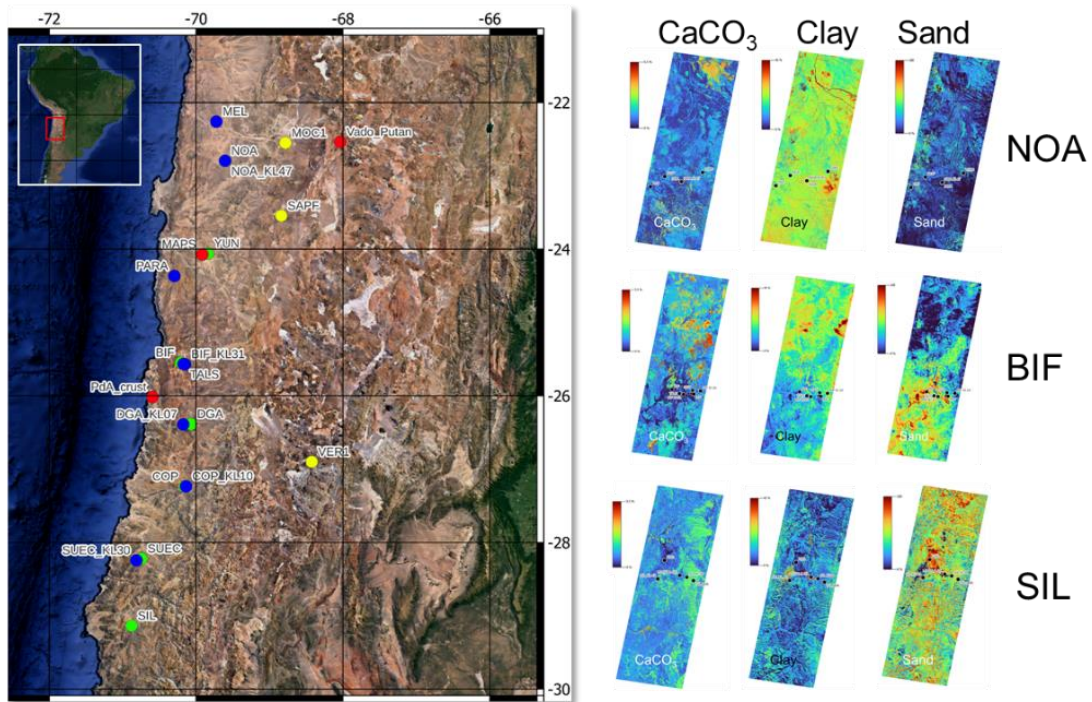 -72
-70
-68
-66
MEL
MOC1
Vado_Putan
NOA
NOA_KL47
SAPF
MAPS
YUN
PARA
BIF
BIF_KL31
TALS
PdA_crust
DGA_KL07
DGA
VER1
COP
COP_KL10
SUEC_KL30
SUEC
SIL
-22
-24
-26
-28
-30
CaCO₃
Clay
Sand
CaCO₃
Clay
Sand
NOA
CaCO₃
Clay
Sand
BIF
CaCO₃
Clay
Sand
SIL